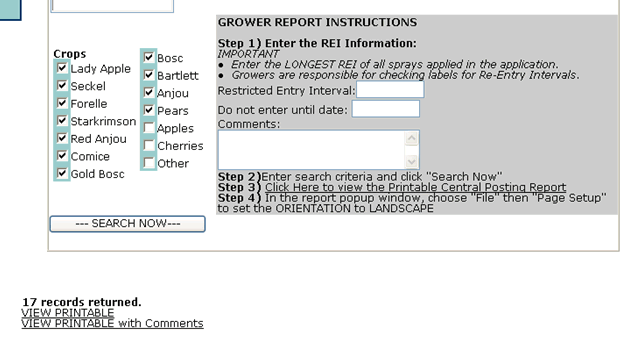 GROWER REPORT INSTRUCTIONS
Step 1) Enter the REI Information:
IMPORTANT
● Enter the LONGEST REI of all sprays applied in the application.
● Growers are responsible for checking labels for Re-Entry Intervals.
Restricted Entry Interval:
Do not enter until date:
Comments:
Step 2)Enter search criteria and click "Search Now"
Step 3) Click Here to view the Printable Central Posting Report
Step 4) In the report popup window, choose "File" then "Page Setup"
to set the ORIENTATION to LANDSCAPE
Crops
Lady Apple
Seckel
Forelle
Starkrimson
Red Anjou
Comice
Gold Bosc
Bosc
Bartlett
Anjou
Pears
Apples
Cherries
Other
--- SEARCH NOW---
17 records returned.
VIEW PRINTABLE
VIEW PRINTABLE with Comments